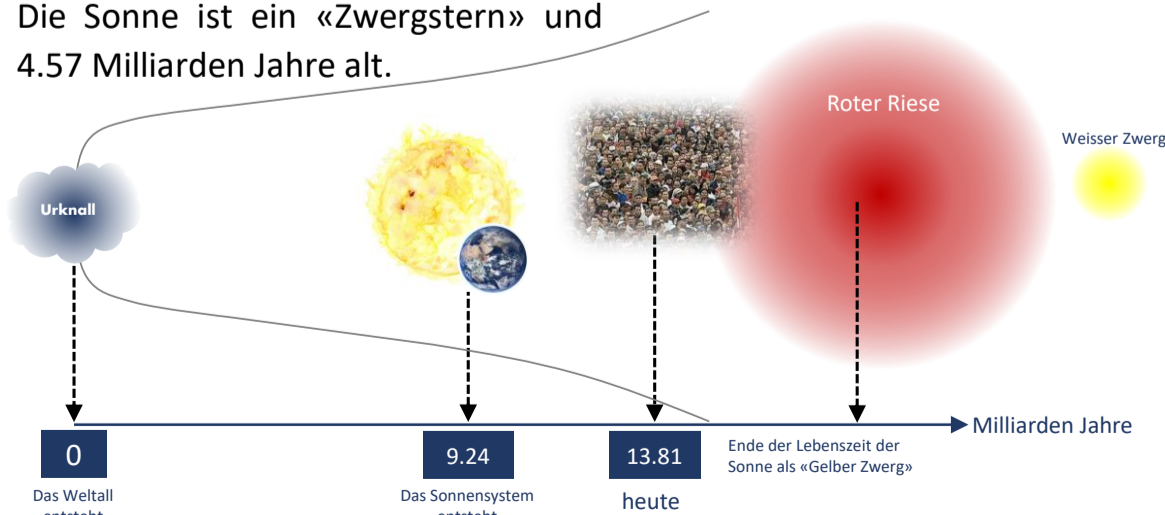 Die Sonne ist ein «Zwergstern» und
4.57 Milliarden Jahre alt.
Roter Riese
Weisser Zwerg
Urknall
Milliarden Jahre
0
9.24
13.81
Ende der Lebenszeit der
Sonne als «Gelber Zwerg»
Das Weltall
Das Sonnensystem
heute